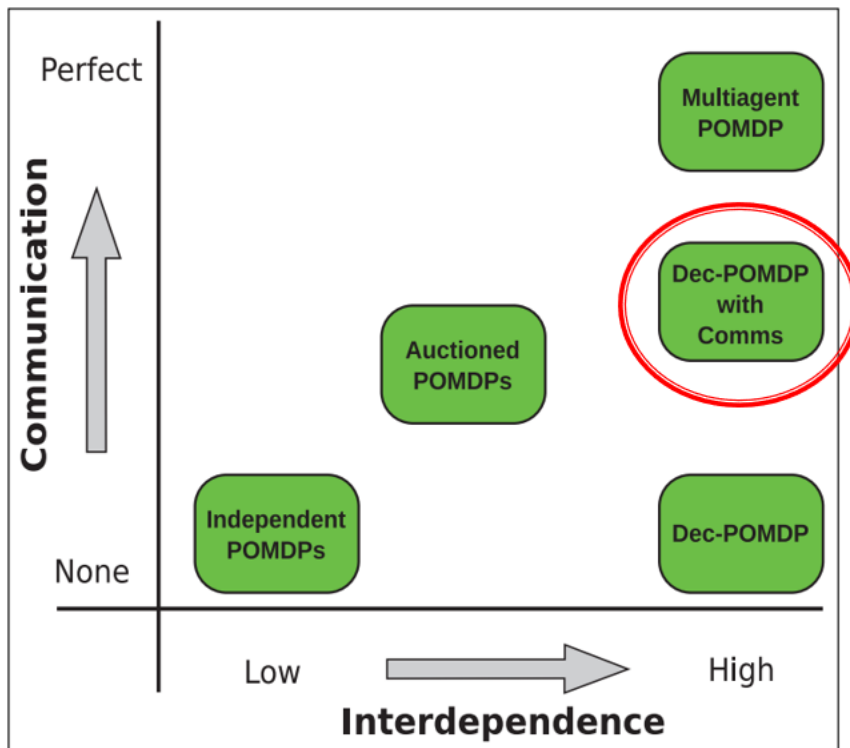 Perfect
Multiagent
POMDP
Communication
Dec-POMDP
with
Comms
Auctioned
POMDPs
Independent
POMDPs
Dec-POMDP
None
Low
High
Interdependence